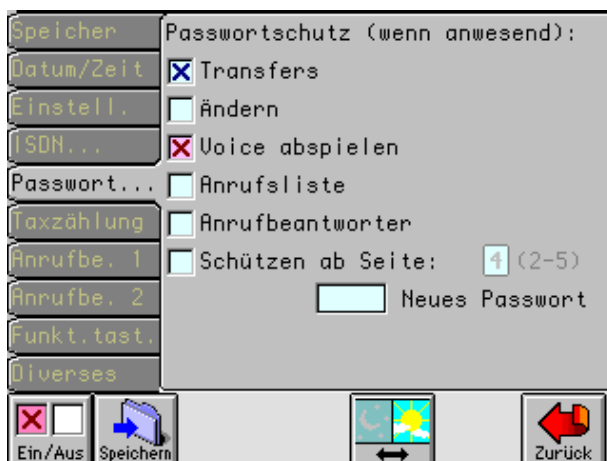 Speicher
Datum/Zeit
Einstell.
ISDN...
Passwort...
Taxzählung
Anrufbe. 1
Anrufbe. 2
Funkt.tast.
Diverses
Passwortschutz (wenn anwesend):
Transfers
Ändern
Voice abspielen
Anrufsliste
Anrufbeantworter
Schützen ab Seite: 4 (2-5)
Neues Passwort
Ein/Aus
Speichern
Zurück